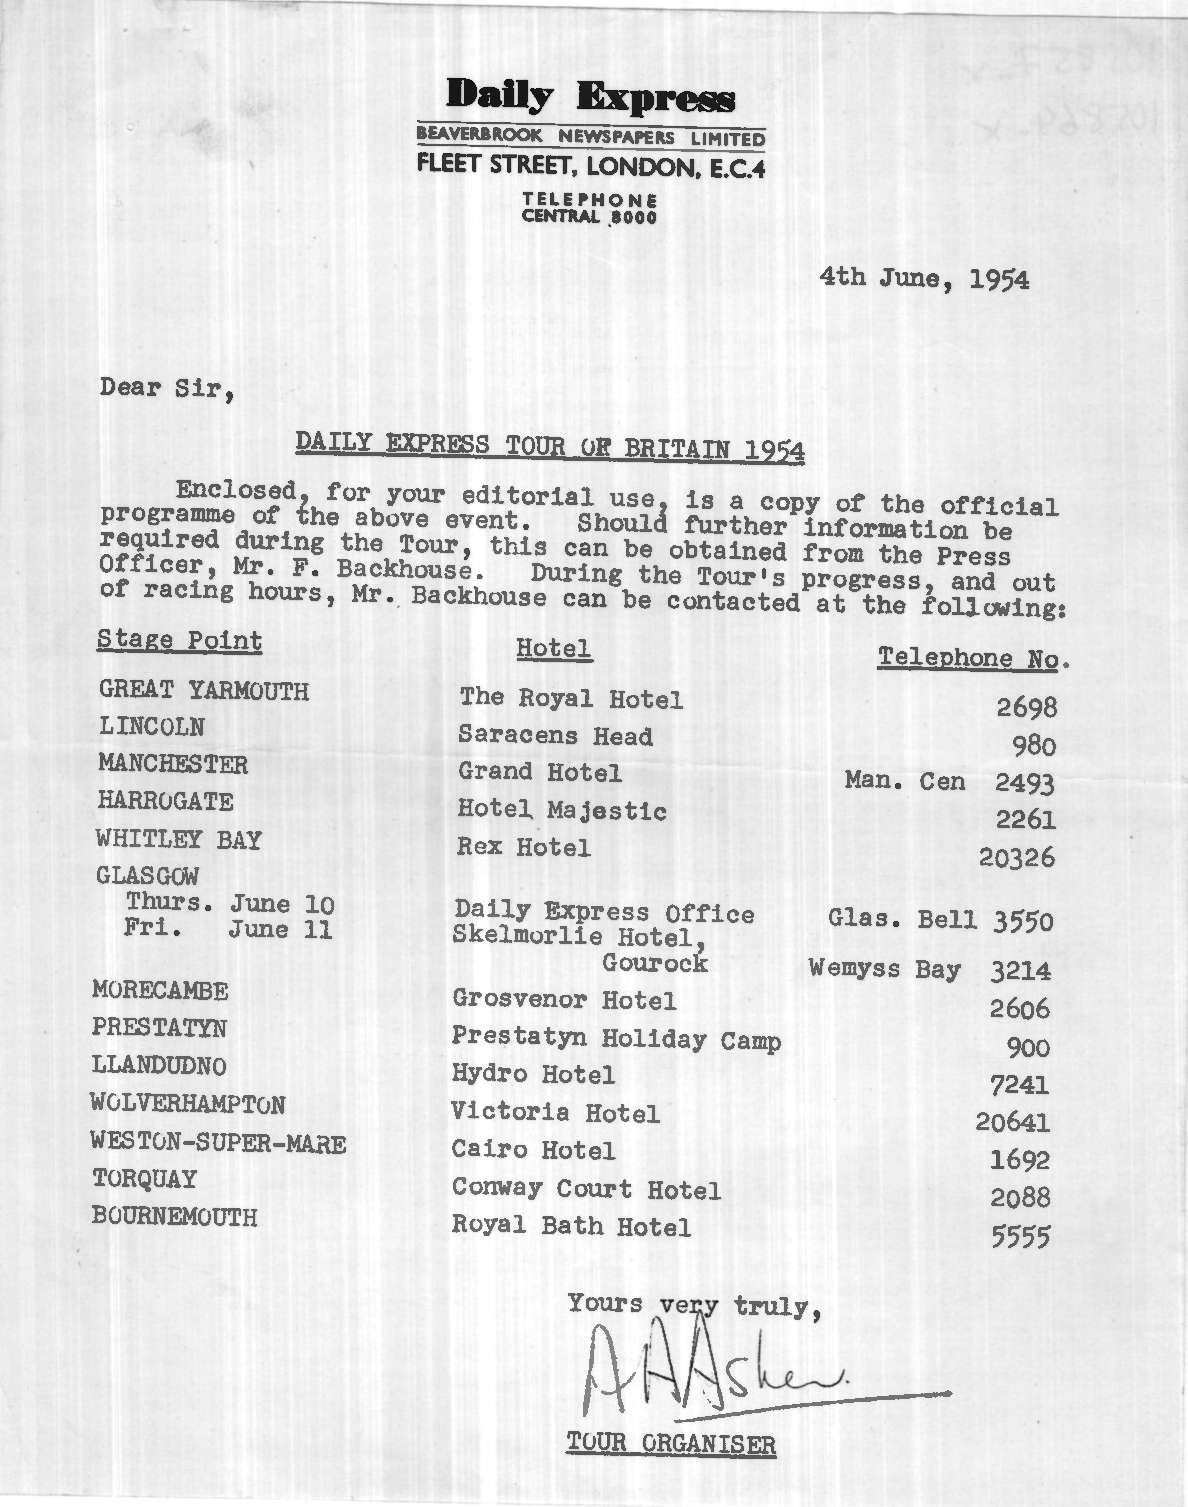 Daily Express
BEAVERBROOK NEWSPAPERS LIMITED
FLEET STREET, LONDON, E.C.4
TELEPHONE
CENTRAL 8000
4th June, 1954
Dear Sir,
DAILY EXPRESS TOUR OF BRITAIN 1954
Enclosed, for your editorial use, is a copy of the official
programme of the above event. Should further information be
required during the Tour, this can be obtained from the Press
Officer, Mr. F. Backhouse. During the Tour's progress, and out
of racing hours, Mr. Backhouse can be contacted at the following:
Stage Point Hotel Telephone No.
GREAT YARMOUTH The Royal Hotel 2698
LINCOLN Saracens Head 980
MANCHESTER Grand Hotel Man. Cen 2493
HARROGATE Hotel Majestic 2261
WHITLEY BAY Rex Hotel 20326
GLASGOW
Thurs. June 10 Daily Express Office Glas. Bell 3550
Fri. June 11 Skelmorlie Hotel,
Gourock Wemyss Bay 3214
MORECAMBE Grosvenor Hotel 2606
PRESTATYN Prestatyn Holiday Camp 900
LLANDUDNO Hydro Hotel 7241
WOLVERHAMPTON Victoria Hotel 20641
WESTON-SUPER-MARE Cairo Hotel 1692
TORQUAY Conway Court Hotel 2088
BOURNEMOUTH Royal Bath Hotel 5555
Yours very truly,
TOUR ORGANISER